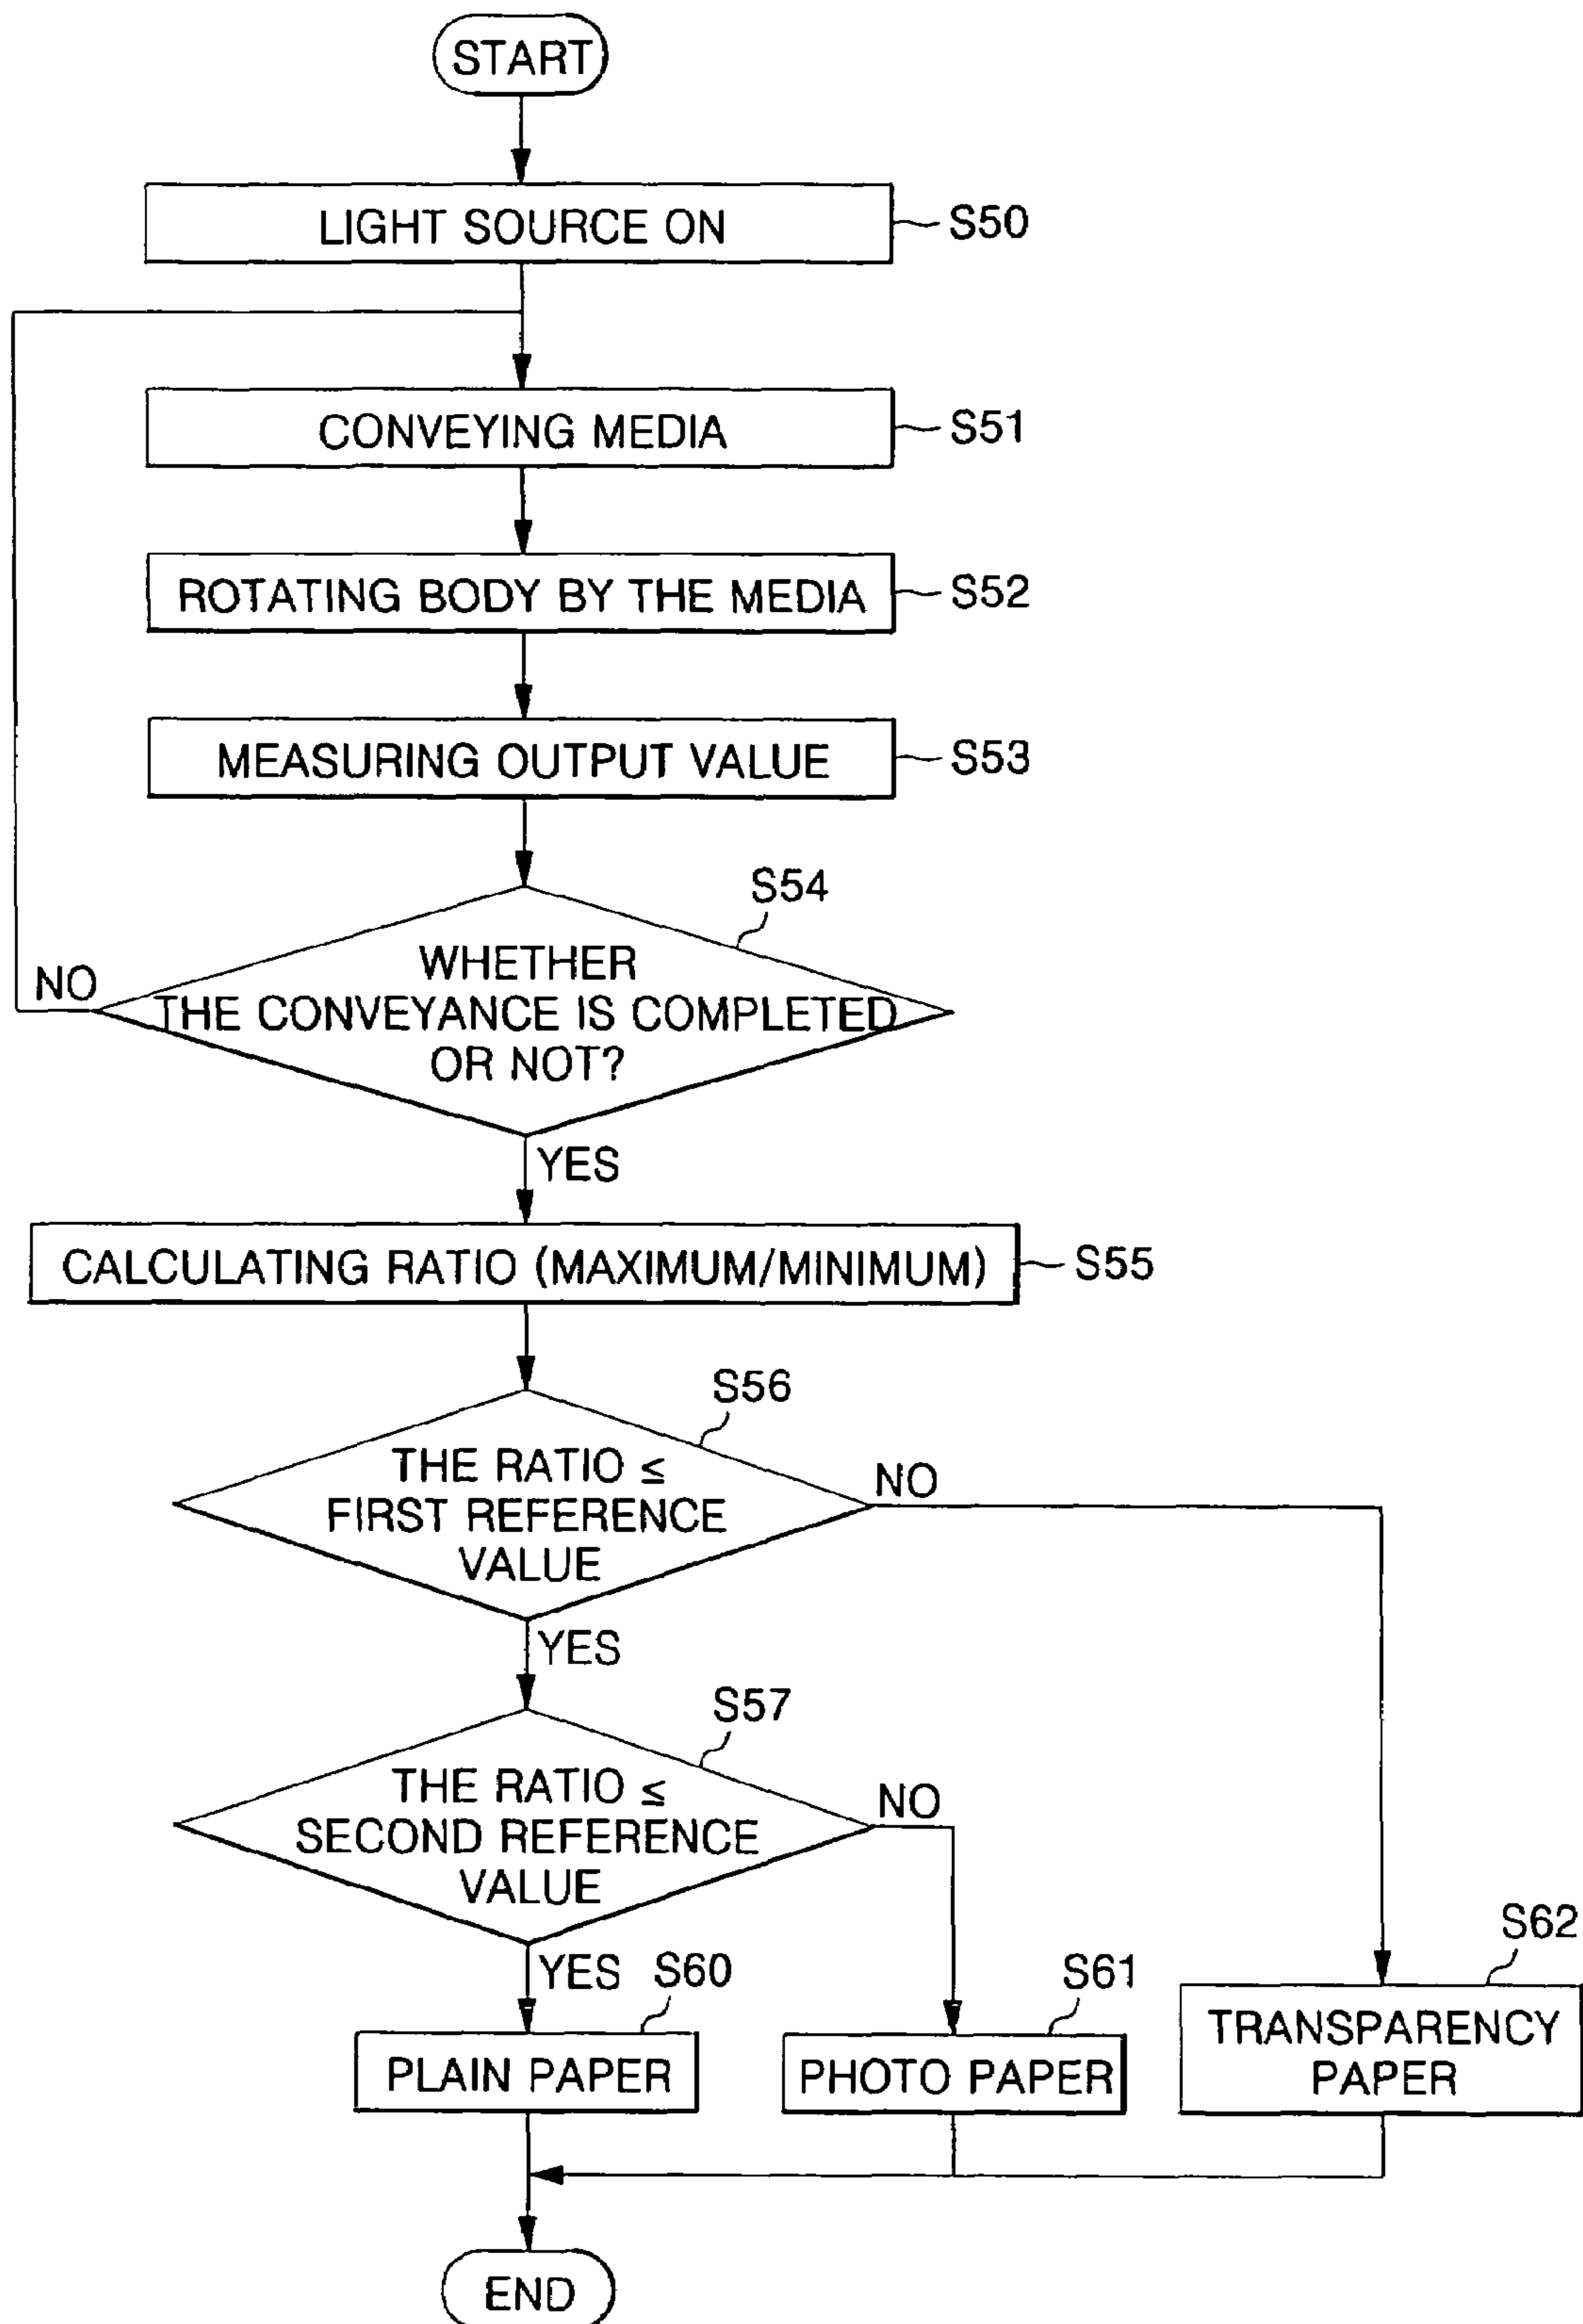 START
LIGHT SOURCE ON
S50
CONVEYING MEDIA
S51
ROTATING BODY BY THE MEDIA
S52
MEASURING OUTPUT VALUE
S53
S54
WHETHER
THE CONVEYANCE IS COMPLETED
OR NOT?
NO
YES
CALCULATING RATIO (MAXIMUM/MINIMUM)
S55
S56
THE RATIO ≤
FIRST REFERENCE
VALUE
NO
YES
S57
THE RATIO ≤
SECOND REFERENCE
VALUE
NO
YES
S60
PLAIN PAPER
S61
PHOTO PAPER
S62
TRANSPARENCY
PAPER
END